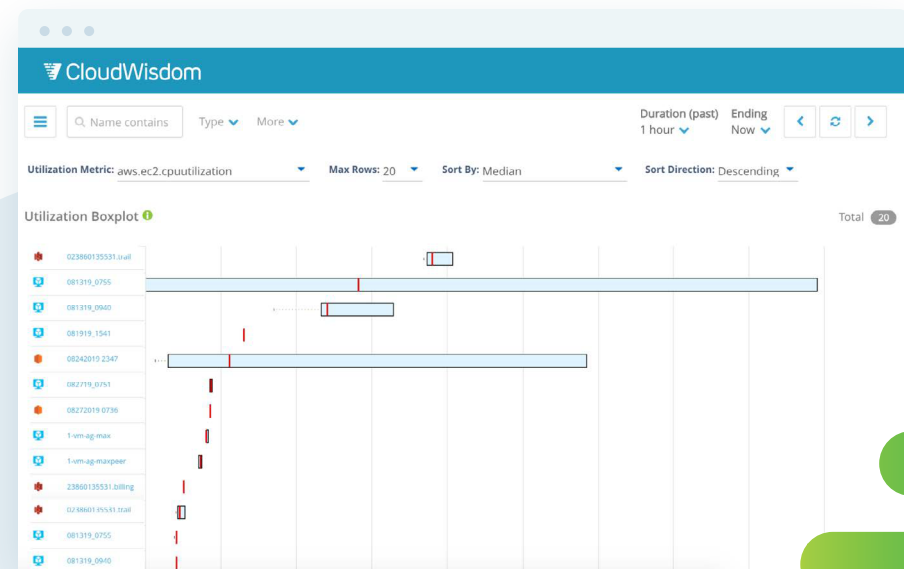 CloudWisdom
Name contains Type More
Duration (past) Ending
1 hour Now
Utilization Metric: aws.ec2.cpuutilization Max Rows: 20 Sort By: Median Sort Direction: Descending
Utilization Boxplot Total 20
023860135531.trail
081319_0755
081319_0940
081919_1541
08242019 2347
082719_0751
08272019 0736
1-vm-ag-max
1-vm-ag-maxpeer
23860135531.billing
023860135531.trail
081319_0755
081319_0940